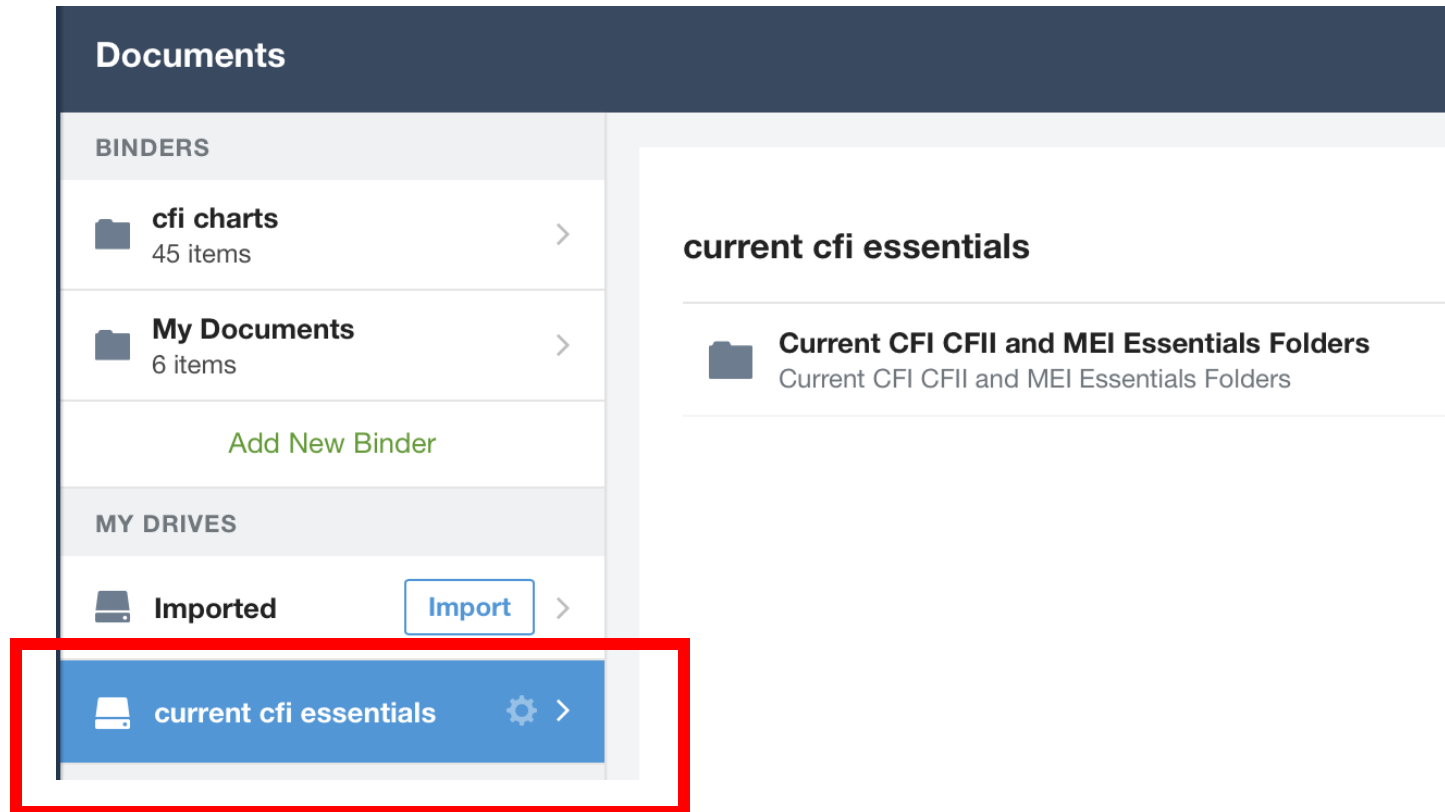 Documents
BINDERS
cfi charts
45 items
My Documents
6 items
Add New Binder
MY DRIVES
Imported
Import
current cfi essentials
current cfi essentials
Current CFI CFII and MEI Essentials Folders
Current CFI CFII and MEI Essentials Folders